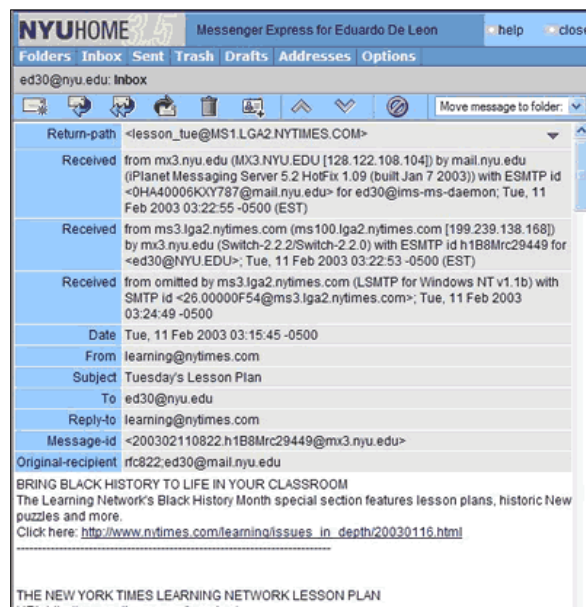 NYUHOME 3.5 Messenger Express for Eduardo De Leon help close
Folders Inbox Sent Trash Drafts Addresses Options
ed30@nyu.edu: Inbox
Move message to folder:
Return-path <lesson_tue@MS1.LGA2.NYTIMES.COM>
Received from mx3.nyu.edu (MX3.NYU.EDU [128.122.108.104]) by mail.nyu.edu
(iPlanet Messaging Server 5.2 HotFix 1.09 (built Jan 7 2003)) with ESMTP id
<0HA40006KXY787@mail.nyu.edu> for ed30@ims-ms-daemon; Tue, 11
Feb 2003 03:22:55 -0500 (EST)
Received from ms3.lga2.nytimes.com (ms100.lga2.nytimes.com [199.239.138.168])
by mx3.nyu.edu (Switch-2.2.2/Switch-2.2.0) with ESMTP id h1B8Mrc29449 for
<ed30@NYU.EDU>; Tue, 11 Feb 2003 03:22:53 -0500 (EST)
Received from omitted by ms3.lga2.nytimes.com (LSMTP for Windows NT v1.1b) with
SMTP id <26.00000F54@ms3.lga2.nytimes.com>; Tue, 11 Feb 2003
03:24:49 -0500
Date Tue, 11 Feb 2003 03:15:45 -0500
From learning@nytimes.com
Subject Tuesday's Lesson Plan
To ed30@nyu.edu
Reply-to learning@nytimes.com
Message-id <200302110822.h1B8Mrc29449@mx3.nyu.edu>
Original-recipient rfc822;ed30@mail.nyu.edu
BRING BLACK HISTORY TO LIFE IN YOUR CLASSROOM
The Learning Network's Black History Month special section features lesson plans, historic New
puzzles and more.
Click here: http://www.nytimes.com/learning/issues_in_depth/20030116.html
----------------------------------------------------------------------
THE NEW YORK TIMES LEARNING NETWORK LESSON PLAN